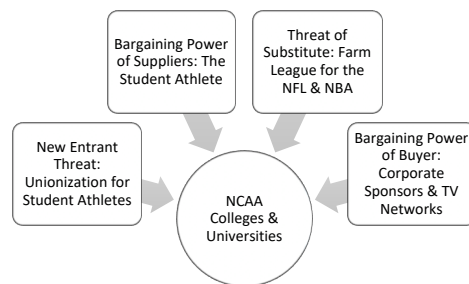 Bargaining Power
of Suppliers: The
Student Athlete
Threat of
Substitute: Farm
League for the
NFL & NBA
New Entrant
Threat:
Unionization for
Student Athletes
Bargaining Power
of Buyer:
Corporate
Sponsors & TV
Networks
NCAA
Colleges &
Universities